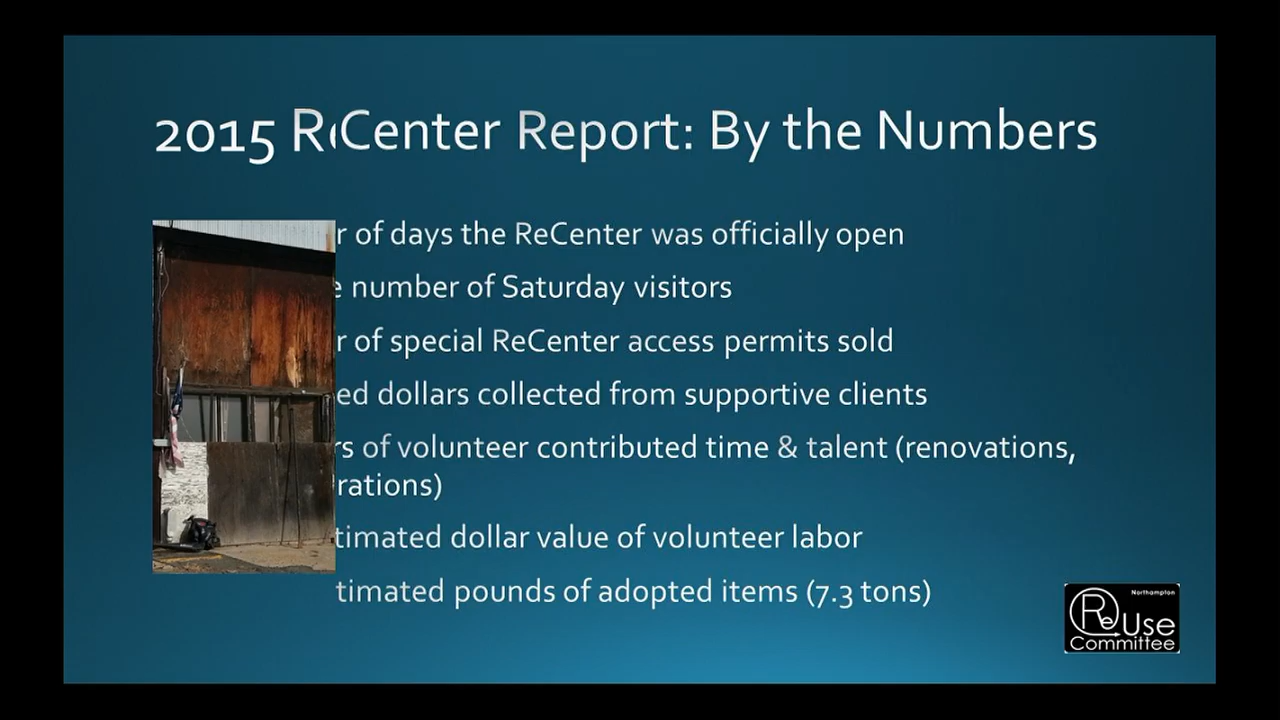 2015 R Center Report: By the Numbers
r of days the ReCenter was officially open
e number of Saturday visitors
r of special ReCenter access permits sold
ed dollars collected from supportive clients
rs of volunteer contributed time & talent (renovations,
rations)
timated dollar value of volunteer labor
timated pounds of adopted items (7.3 tons)
Northampton
ReUse
Committee